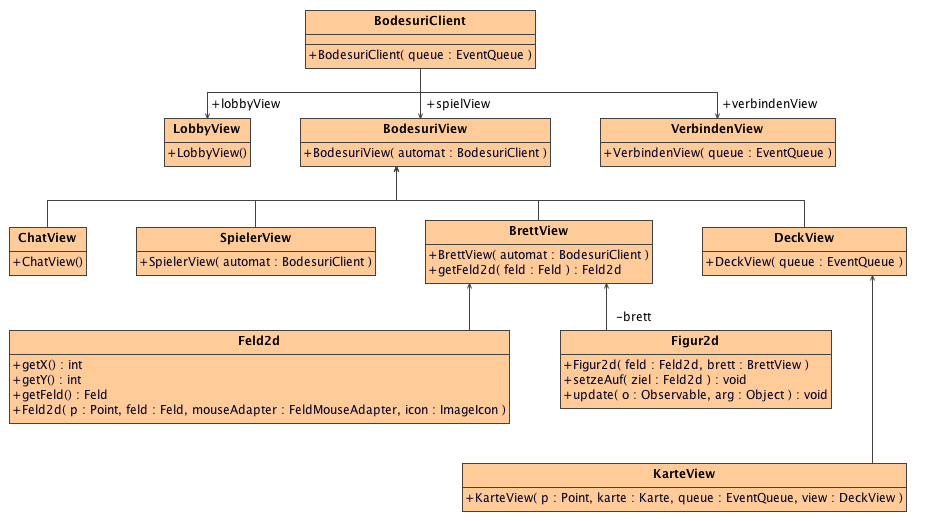 BodesuriClient
+BodesuriClient( queue : EventQueue )
+lobbyView
+spielView
+verbindenView
LobbyView
+LobbyView()
BodesuriView
+BodesuriView( automat : BodesuriClient )
VerbindenView
+VerbindenView( queue : EventQueue )
ChatView
+ChatView()
SpielerView
+SpielerView( automat : BodesuriClient )
BrettView
+BrettView( automat : BodesuriClient )
+getFeld2d( feld : Feld ) : Feld2d
DeckView
+DeckView( queue : EventQueue )
-brett
Feld2d
+getX() : int
+getY() : int
+getFeld() : Feld
+Feld2d( p : Point, feld : Feld, mouseAdapter : FeldMouseAdapter, icon : ImageIcon )
Figur2d
+Figur2d( feld : Feld2d, brett : BrettView )
+setzeAuf( ziel : Feld2d ) : void
+update( o : Observable, arg : Object ) : void
KarteView
+KarteView( p : Point, karte : Karte, queue : EventQueue, view : DeckView )